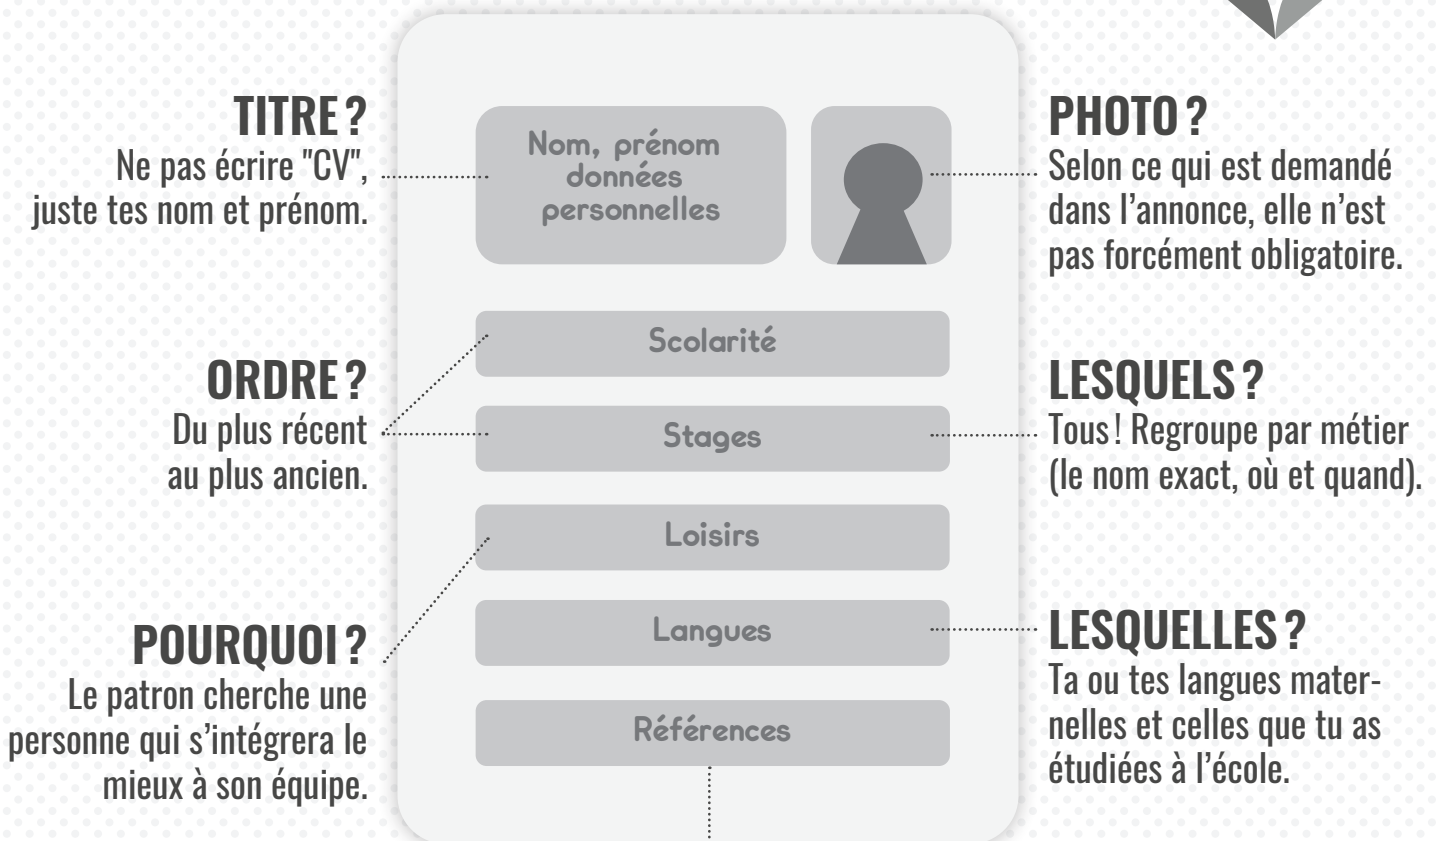 TITRE ?
Ne pas écrire "CV",
juste tes nom et prénom.
Nom, prénom
données
personnelles
PHOTO ?
Selon ce qui est demandé
dans l'annonce, elle n'est
pas forcément obligatoire.
ORDRE ?
Du plus récent
au plus ancien.
Scolarité
Stages
LESQUELS ?
Tous ! Regroupe par métier
(le nom exact, où et quand).
POURQUOI ?
Le patron cherche une
personne qui s'intégrera le
mieux à son équipe.
Loisirs
Langues
Références
LESQUELLES ?
Ta ou tes langues mater-
nelles et celles que tu as
étudiées à l'école.